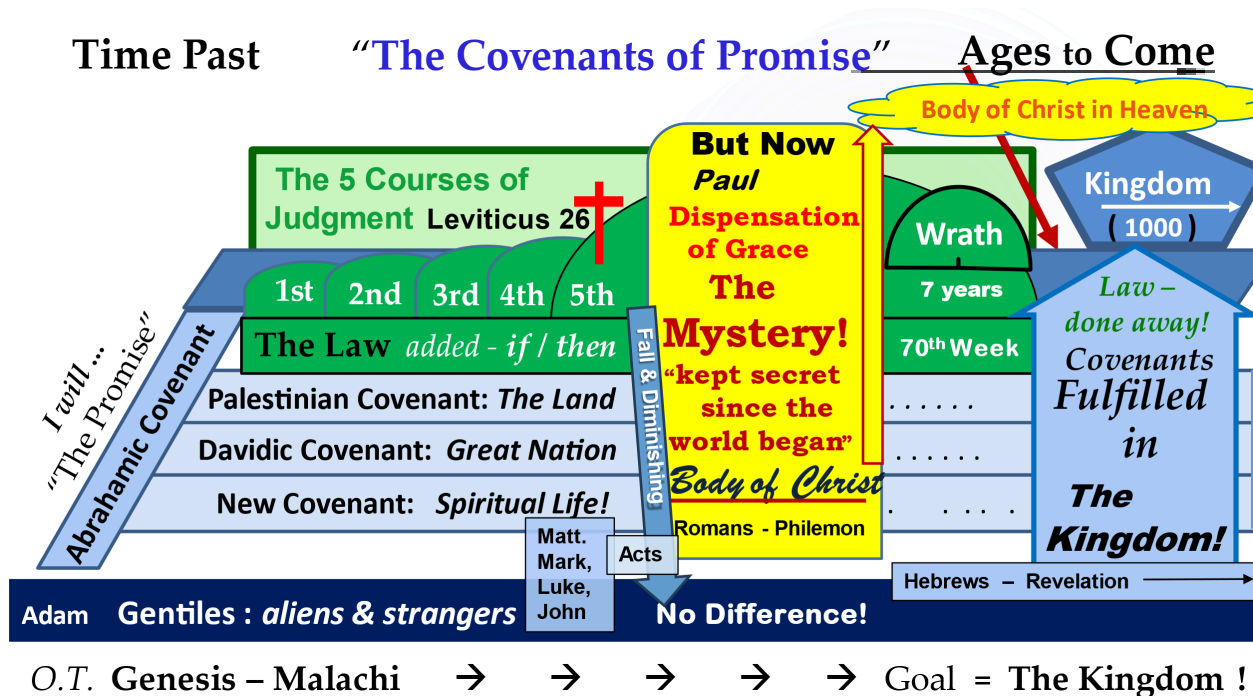 Time Past “The Covenants of Promise” Ages to Come
Body of Christ in Heaven
The 5 Courses of
Judgment Leviticus 26
But Now
Paul
Dispensation
of Grace
The
Mystery!
“kept secret
since the
world began”
Body of Christ
Romans - Philemon
Wrath
7 years
70th Week
Kingdom
( 1000 )
1st 2nd 3rd 4th 5th
The Law added - if / then
I will ...
“The Promise”
Abrahamic Covenant
Palestinian Covenant: The Land
Davidic Covenant: Great Nation
New Covenant: Spiritual Life!
Fall & Diminishing
. . . . . .
. . . . . .
. . . . .
Law –
done away!
Covenants
Fulfilled
in
The
Kingdom!
Matt.
Mark,
Luke,
John
Acts
Hebrews – Revelation
Adam Gentiles : aliens & strangers No Difference!
O.T. Genesis – Malachi → → → → → Goal = The Kingdom !